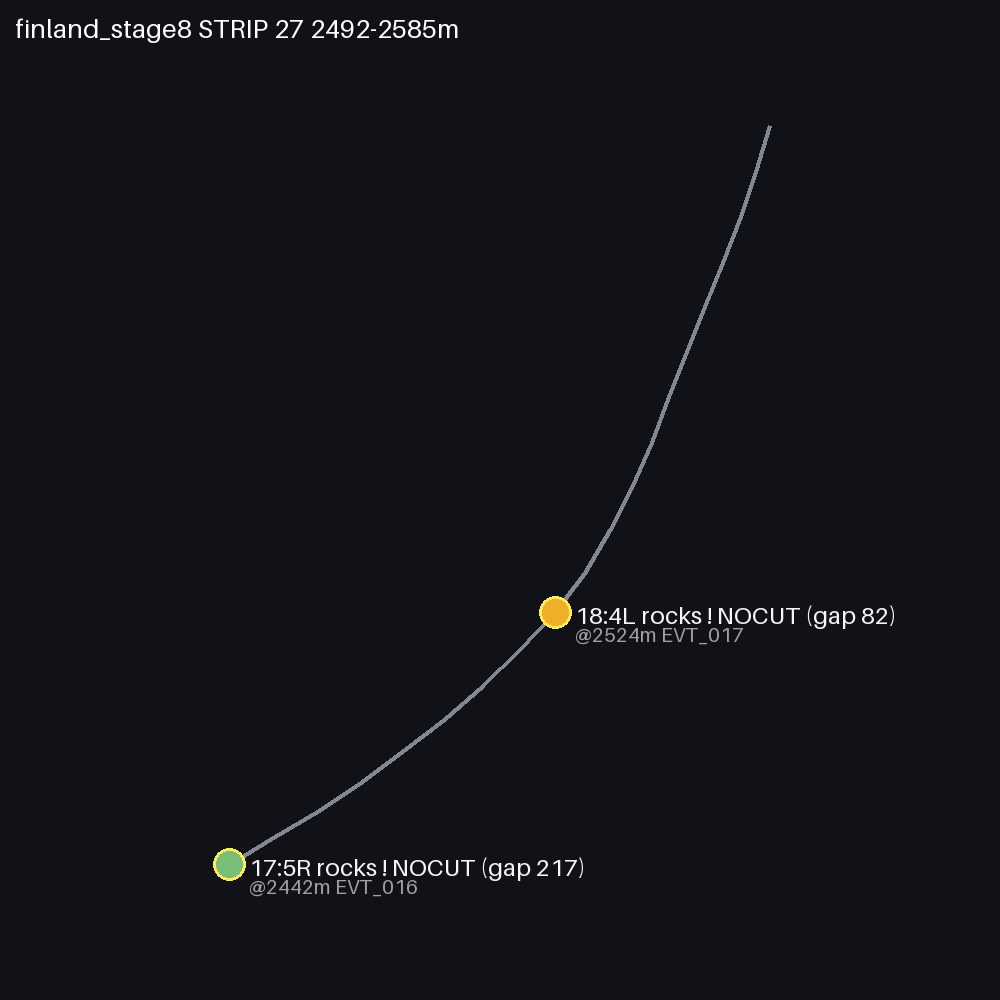 finland_stage8 STRIP 27 2492-2585m
18:4L rocks ! NOCUT (gap 82)
@2524m EVT_017
17:5R rocks ! NOCUT (gap 217)
@2442m EVT_016